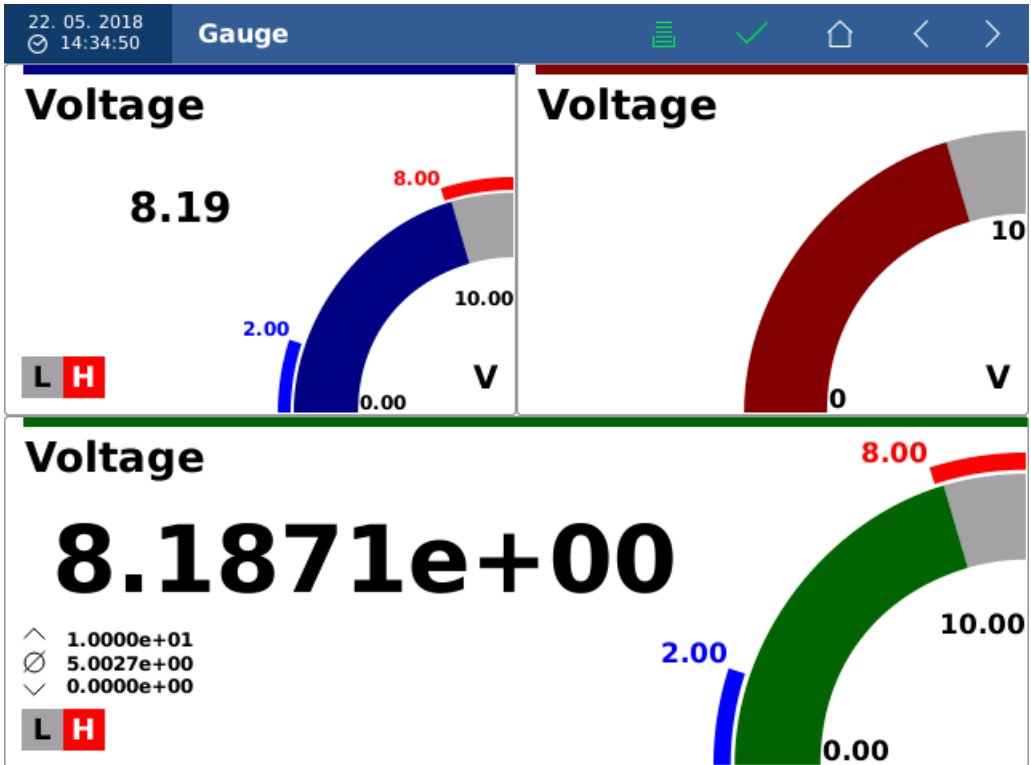 22. 05. 2018
14:34:50
Gauge
Voltage
8.19
8.00
2.00
10.00
0.00
V
L H
Voltage
10
0
V
Voltage
8.1871e+00
1.0000e+01
5.0027e+00
0.0000e+00
L H
8.00
2.00
10.00
0.00